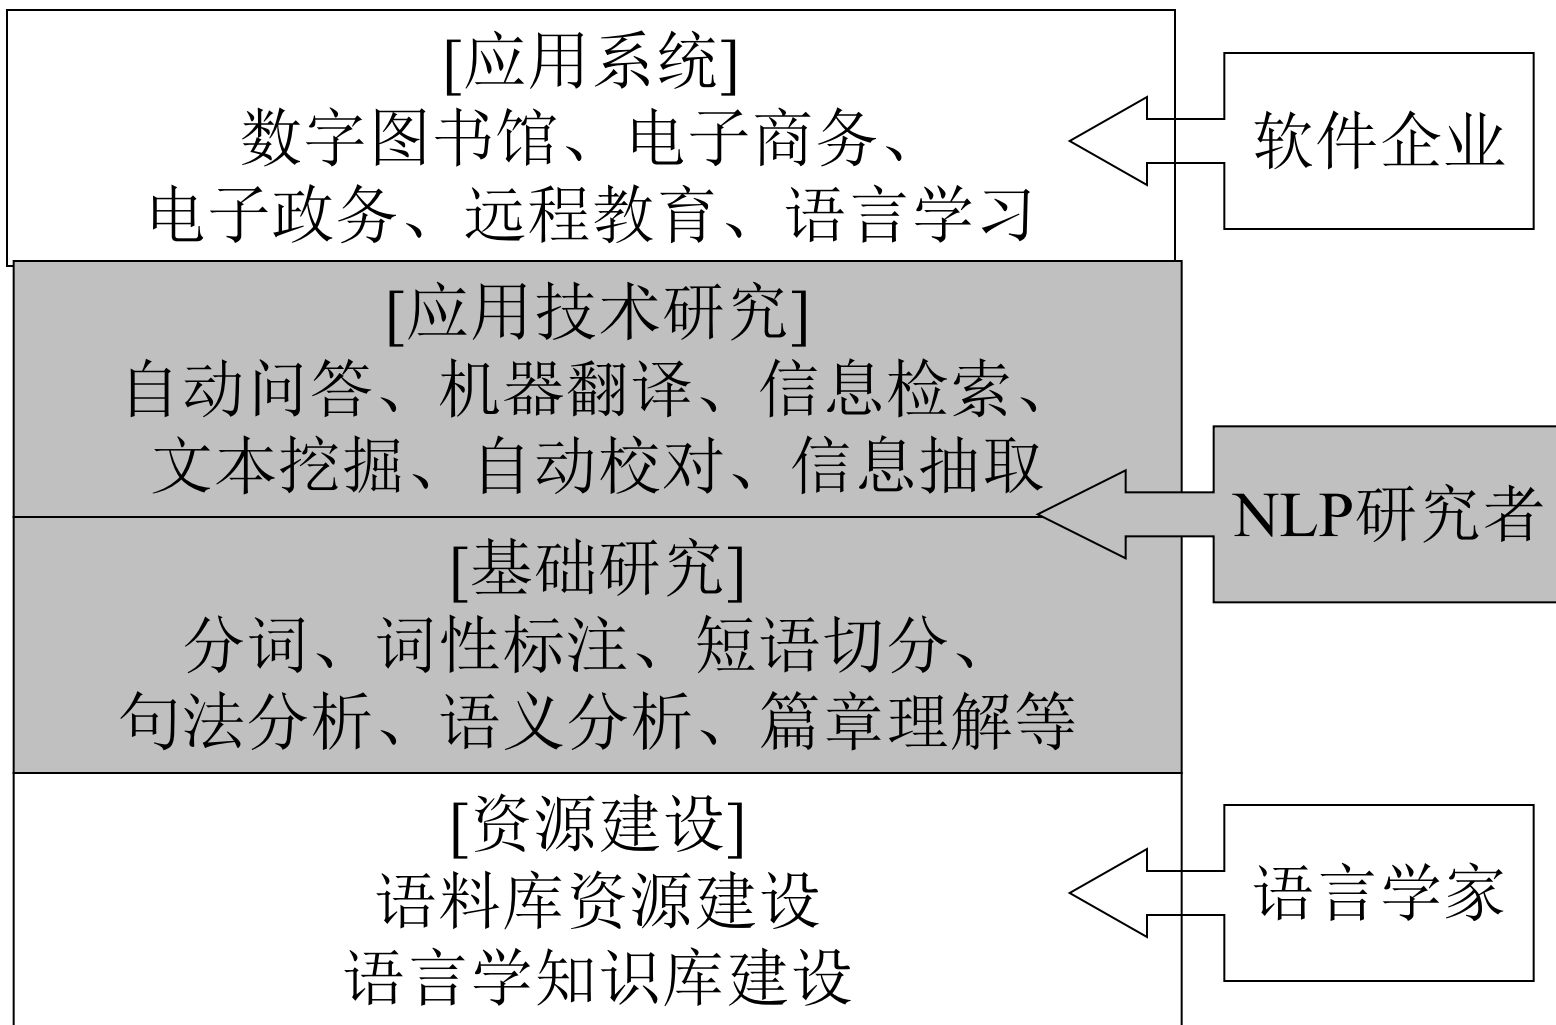 [应用系统]
数字图书馆、电子商务、
电子政务、远程教育、语言学习
软件企业
[应用技术研究]
自动问答、机器翻译、信息检索、
文本挖掘、自动校对、信息抽取
NLP研究者
[基础研究]
分词、词性标注、短语切分、
句法分析、语义分析、篇章理解等
[资源建设]
语料库资源建设
语言学知识库建设
语言学家